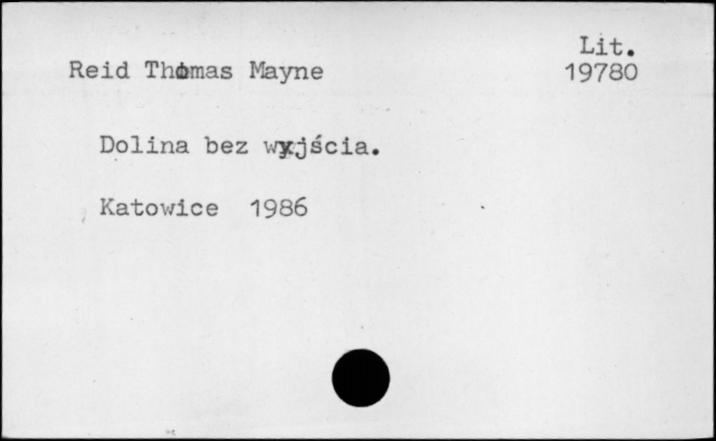 Lit.
Reid Thomas Mayne 19780
Dolina bez wyjścia.
Katowice 1986